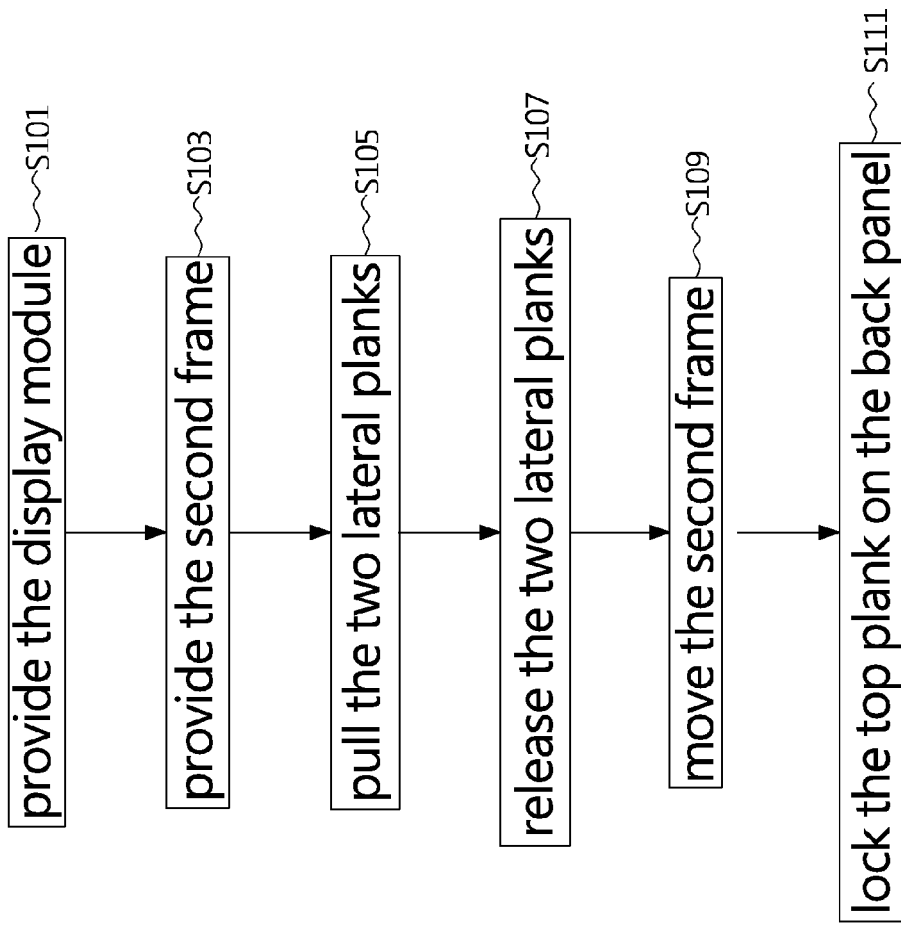 provide the display module
S101
provide the second frame
S103
pull the two lateral planks
S105
release the two lateral planks
S107
move the second frame
S109
lock the top plank on the back panel
S111